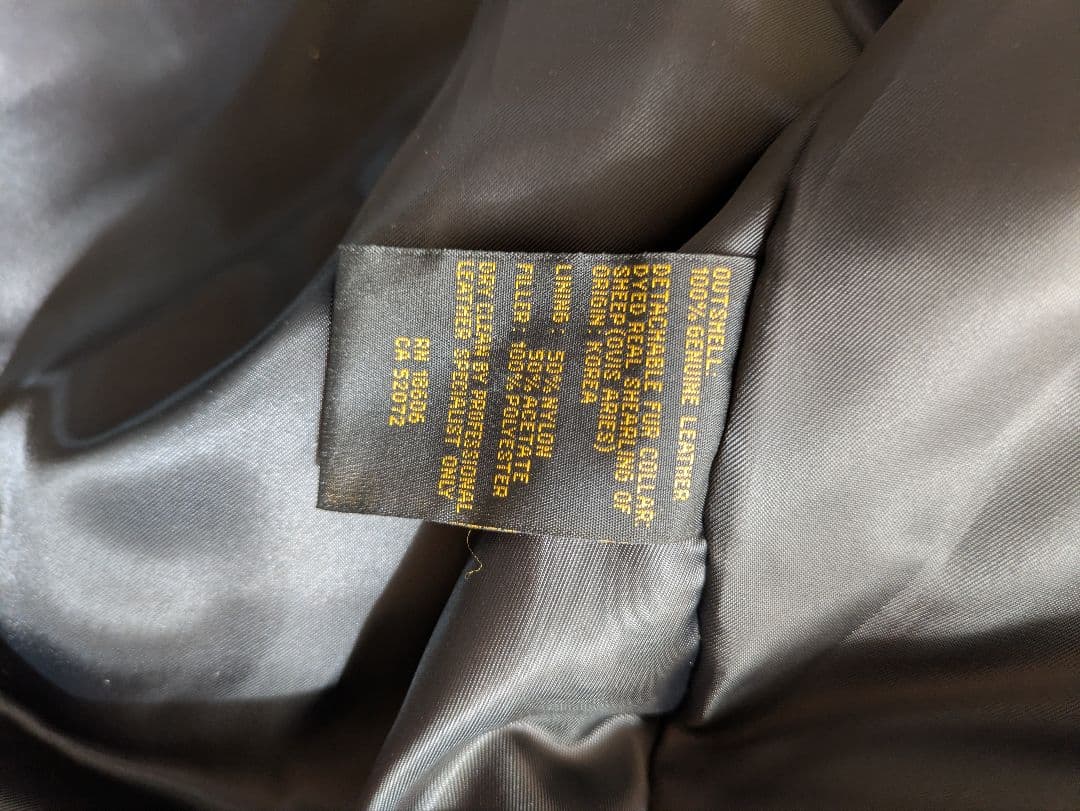 OUTSHELL
100% GENUINE LEATHER
DETACHABLE FUR COLLAR
DYED REAL SHEARLING OF
SHEEP (OVIE ARIES)
ORIGIN : KOREA
LINING : 50% NYLON
50% ACETATE
FILLER : 100% POLYESTER
DRY CLEAN BY PROFESSIONAL
LEATHER SPECIALIST ONLY
RN 18606
CA 52072